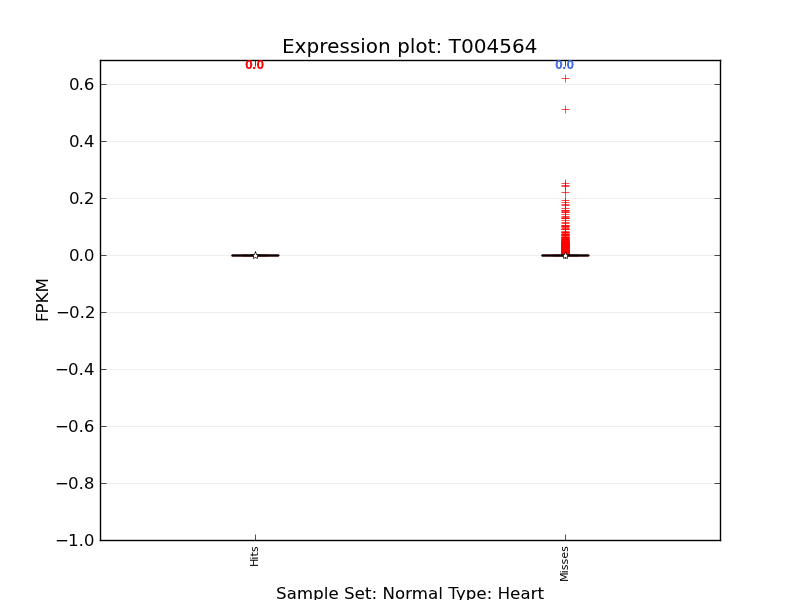 Expression plot: T004564
0.0 0.0
0.6
0.4
0.2
0.0
−0.2
−0.4
−0.6
−0.8
−1.0
FPKM
Hits
Misses
Sample Set: Normal Type: Heart